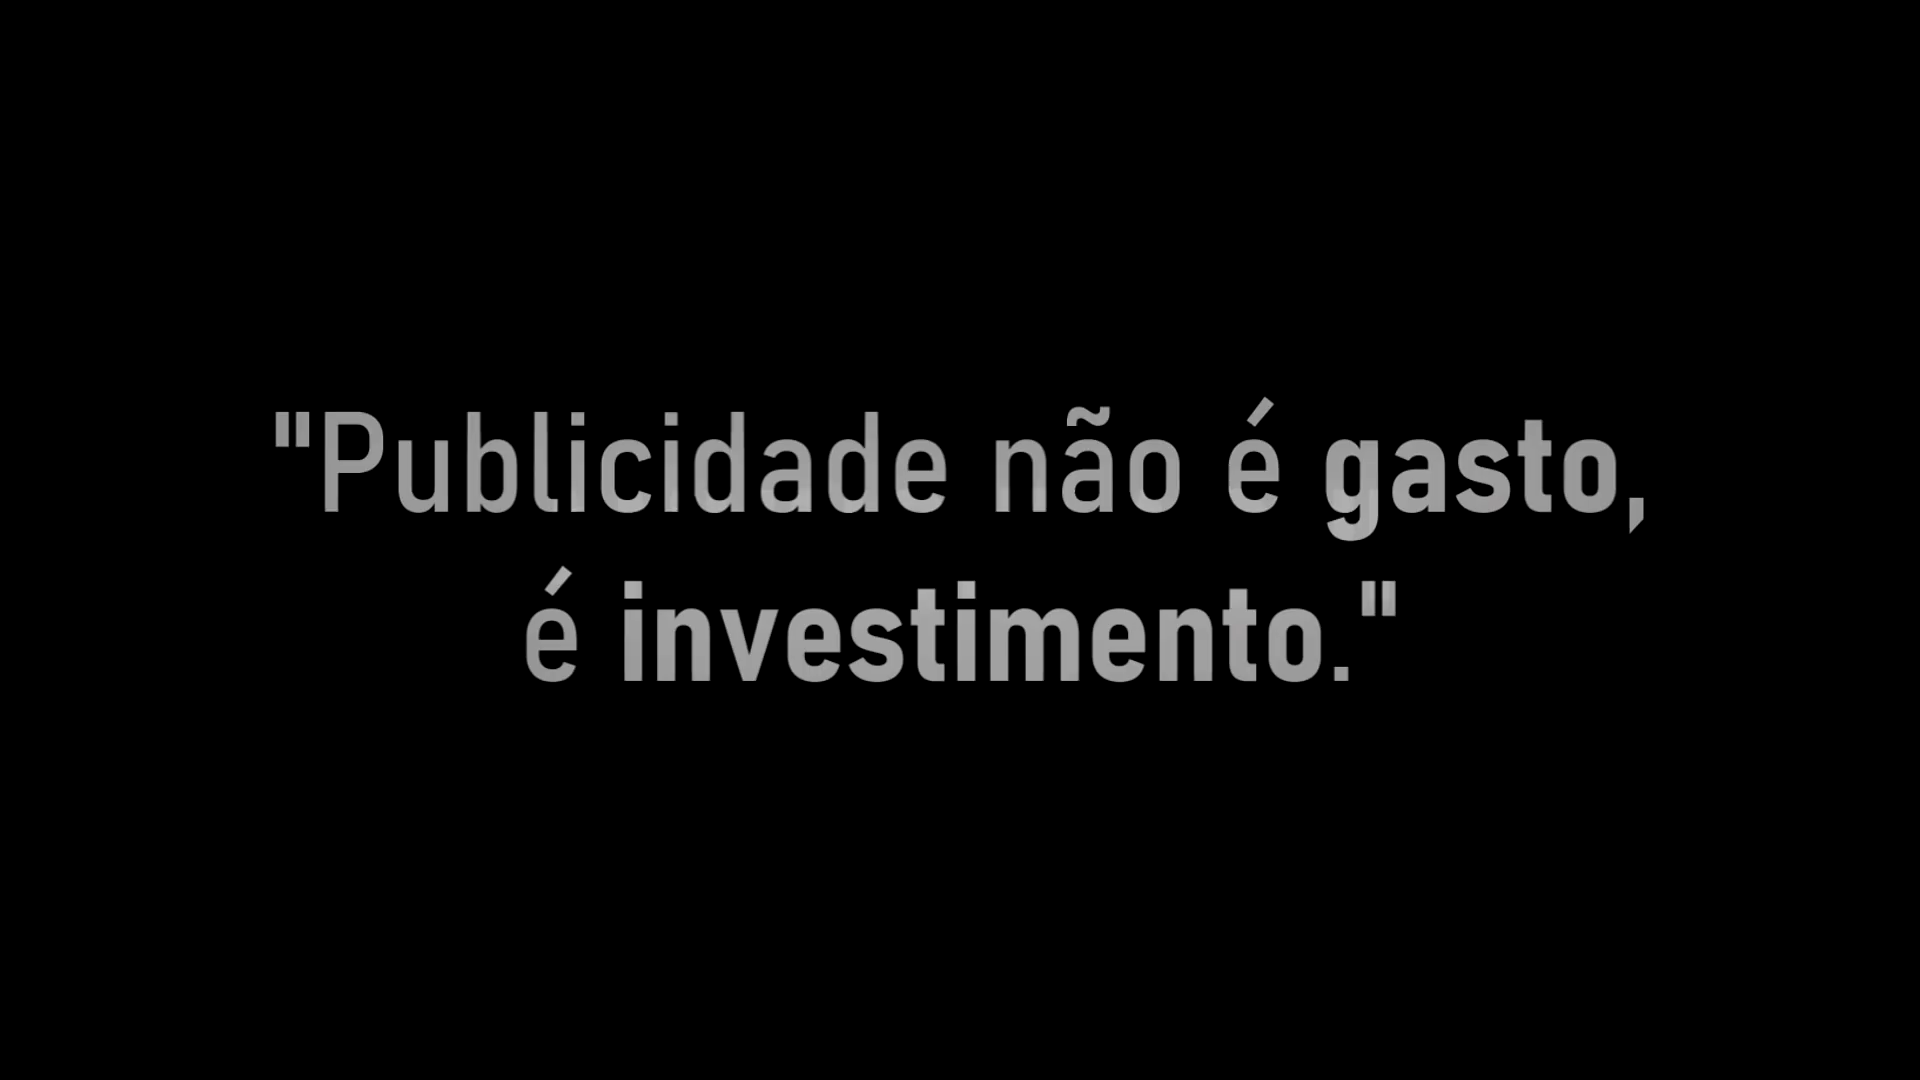 "Publicidade não é gasto,
é investimento."